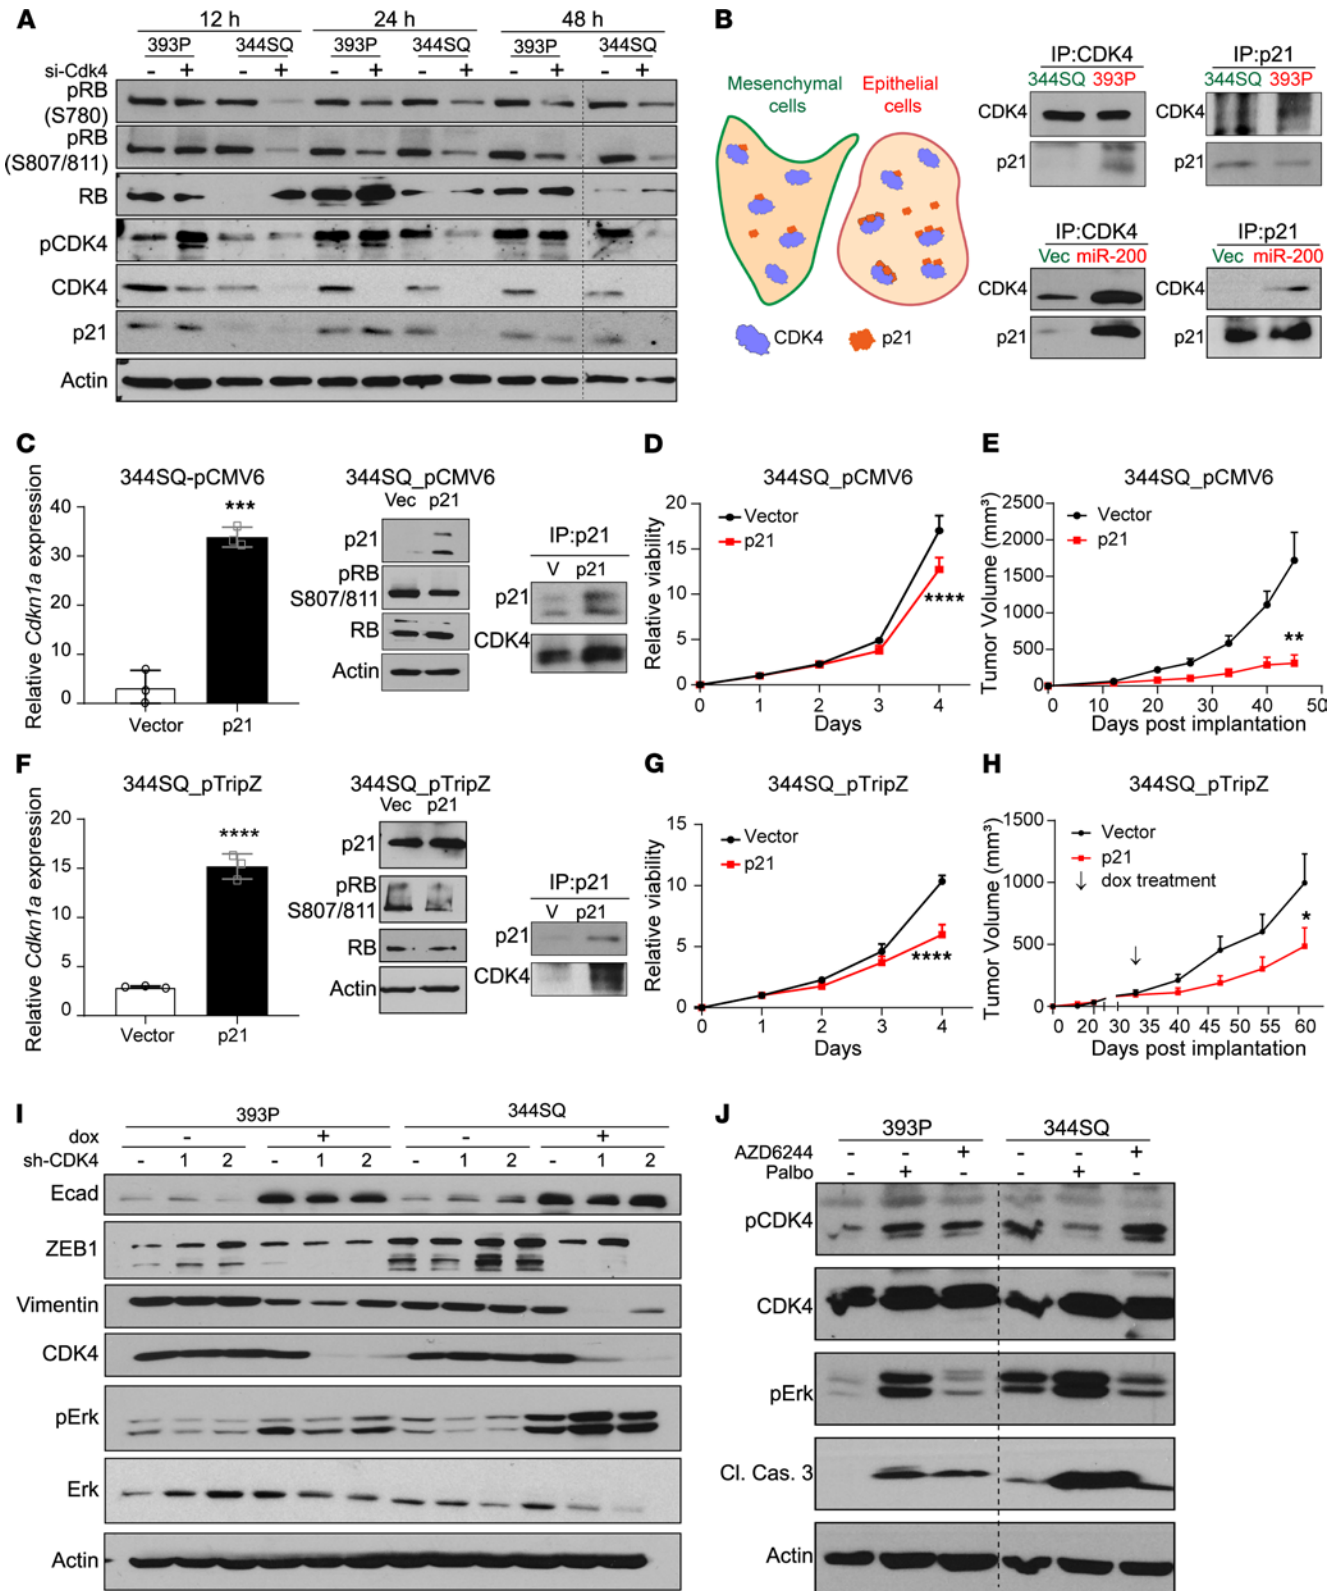 A
12 h 24 h 48 h
393P 344SQ 393P 344SQ 393P 344SQ
si-Cdk4 - + - + - + - + - + - +
pRB
(S780)
pRB
(S807/811)
RB
pCDK4
CDK4
p21
Actin
B
Mesenchymal
cells
Epithelial
cells
CDK4 p21
IP:CDK4
344SQ 393P
CDK4
p21
IP:p21
344SQ 393P
CDK4
p21
IP:CDK4
Vec miR-200
CDK4
p21
IP:p21
Vec miR-200
CDK4
p21
C
344SQ-pCMV6
Relative Cdkn1a expression
40
30
20
10
0
***
Vector p21
344SQ_pCMV6
Vec p21
p21
pRB
S807/811
RB
Actin
IP:p21
V p21
p21
CDK4
D
344SQ_pCMV6
Relative viability
20
15
10
5
0
Vector
p21
****
0 1 2 3 4
Days
E
344SQ_pCMV6
Tumor Volume (mm³)
2500
2000
1500
1000
500
0
Vector
p21
**
0 10 20 30 40 50
Days post implantation
F
344SQ_pTripZ
Relative Cdkn1a expression
20
15
10
5
0
****
Vector p21
344SQ_pTripZ
Vec p21
p21
pRB
S807/811
RB
Actin
IP:p21
V p21
p21
CDK4
G
344SQ_pTripZ
Relative viability
15
10
5
0
Vector
p21
****
0 1 2 3 4
Days
H
344SQ_pTripZ
Tumor Volume (mm³)
1500
1000
500
0
Vector
p21
↓ dox treatment
*
0 20 30 35 40 45 50 55 60
Days post implantation
I
393P 344SQ
dox - + - +
sh-CDK4 - 1 2 - 1 2 - 1 2 - 1 2
Ecad
ZEB1
Vimentin
CDK4
pErk
Erk
Actin
J
393P 344SQ
AZD6244 - - + - - +
Palbo - + - - + -
pCDK4
CDK4
pErk
Cl. Cas. 3
Actin